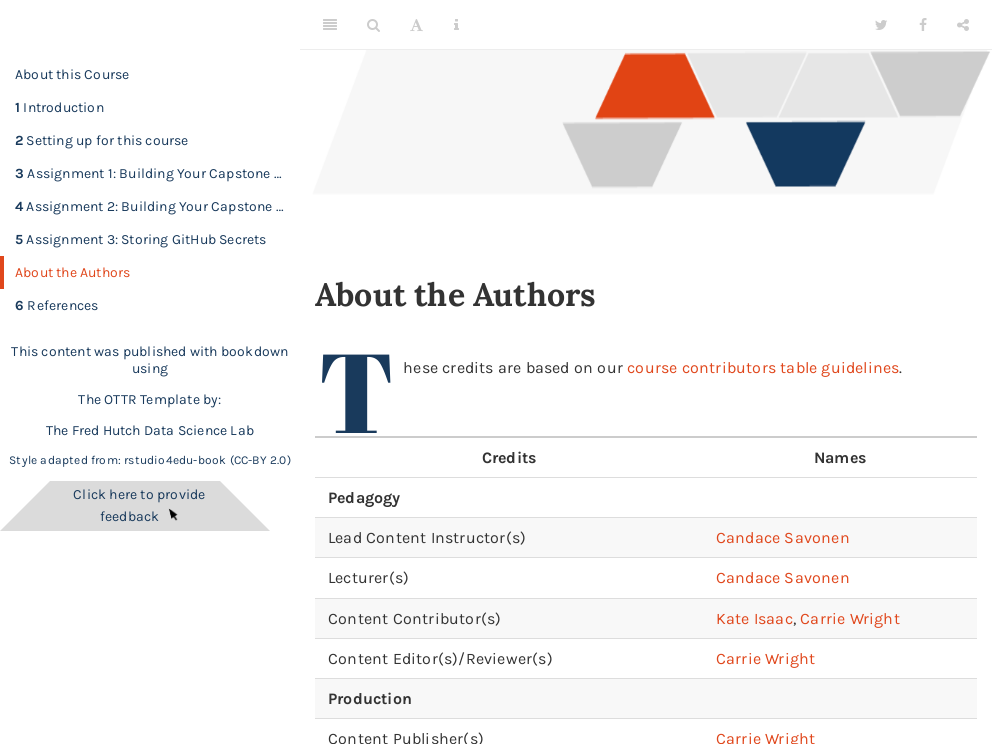 About this Course
1 Introduction
2 Setting up for this course
3 Assignment 1: Building Your Capstone ...
4 Assignment 2: Building Your Capstone ...
5 Assignment 3: Storing GitHub Secrets
About the Authors
6 References
This content was published with bookdown
using
The OTTR Template by:
The Fred Hutch Data Science Lab
Style adapted from: rstudio4edu-book (CC-BY 2.0)
Click here to provide
feedback
About the Authors
These credits are based on our course contributors table guidelines.
Credits Names
Pedagogy
Lead Content Instructor(s) Candace Savonen
Lecturer(s) Candace Savonen
Content Contributor(s) Kate Isaac, Carrie Wright
Content Editor(s)/Reviewer(s) Carrie Wright
Production
Content Publisher(s) Carrie Wright